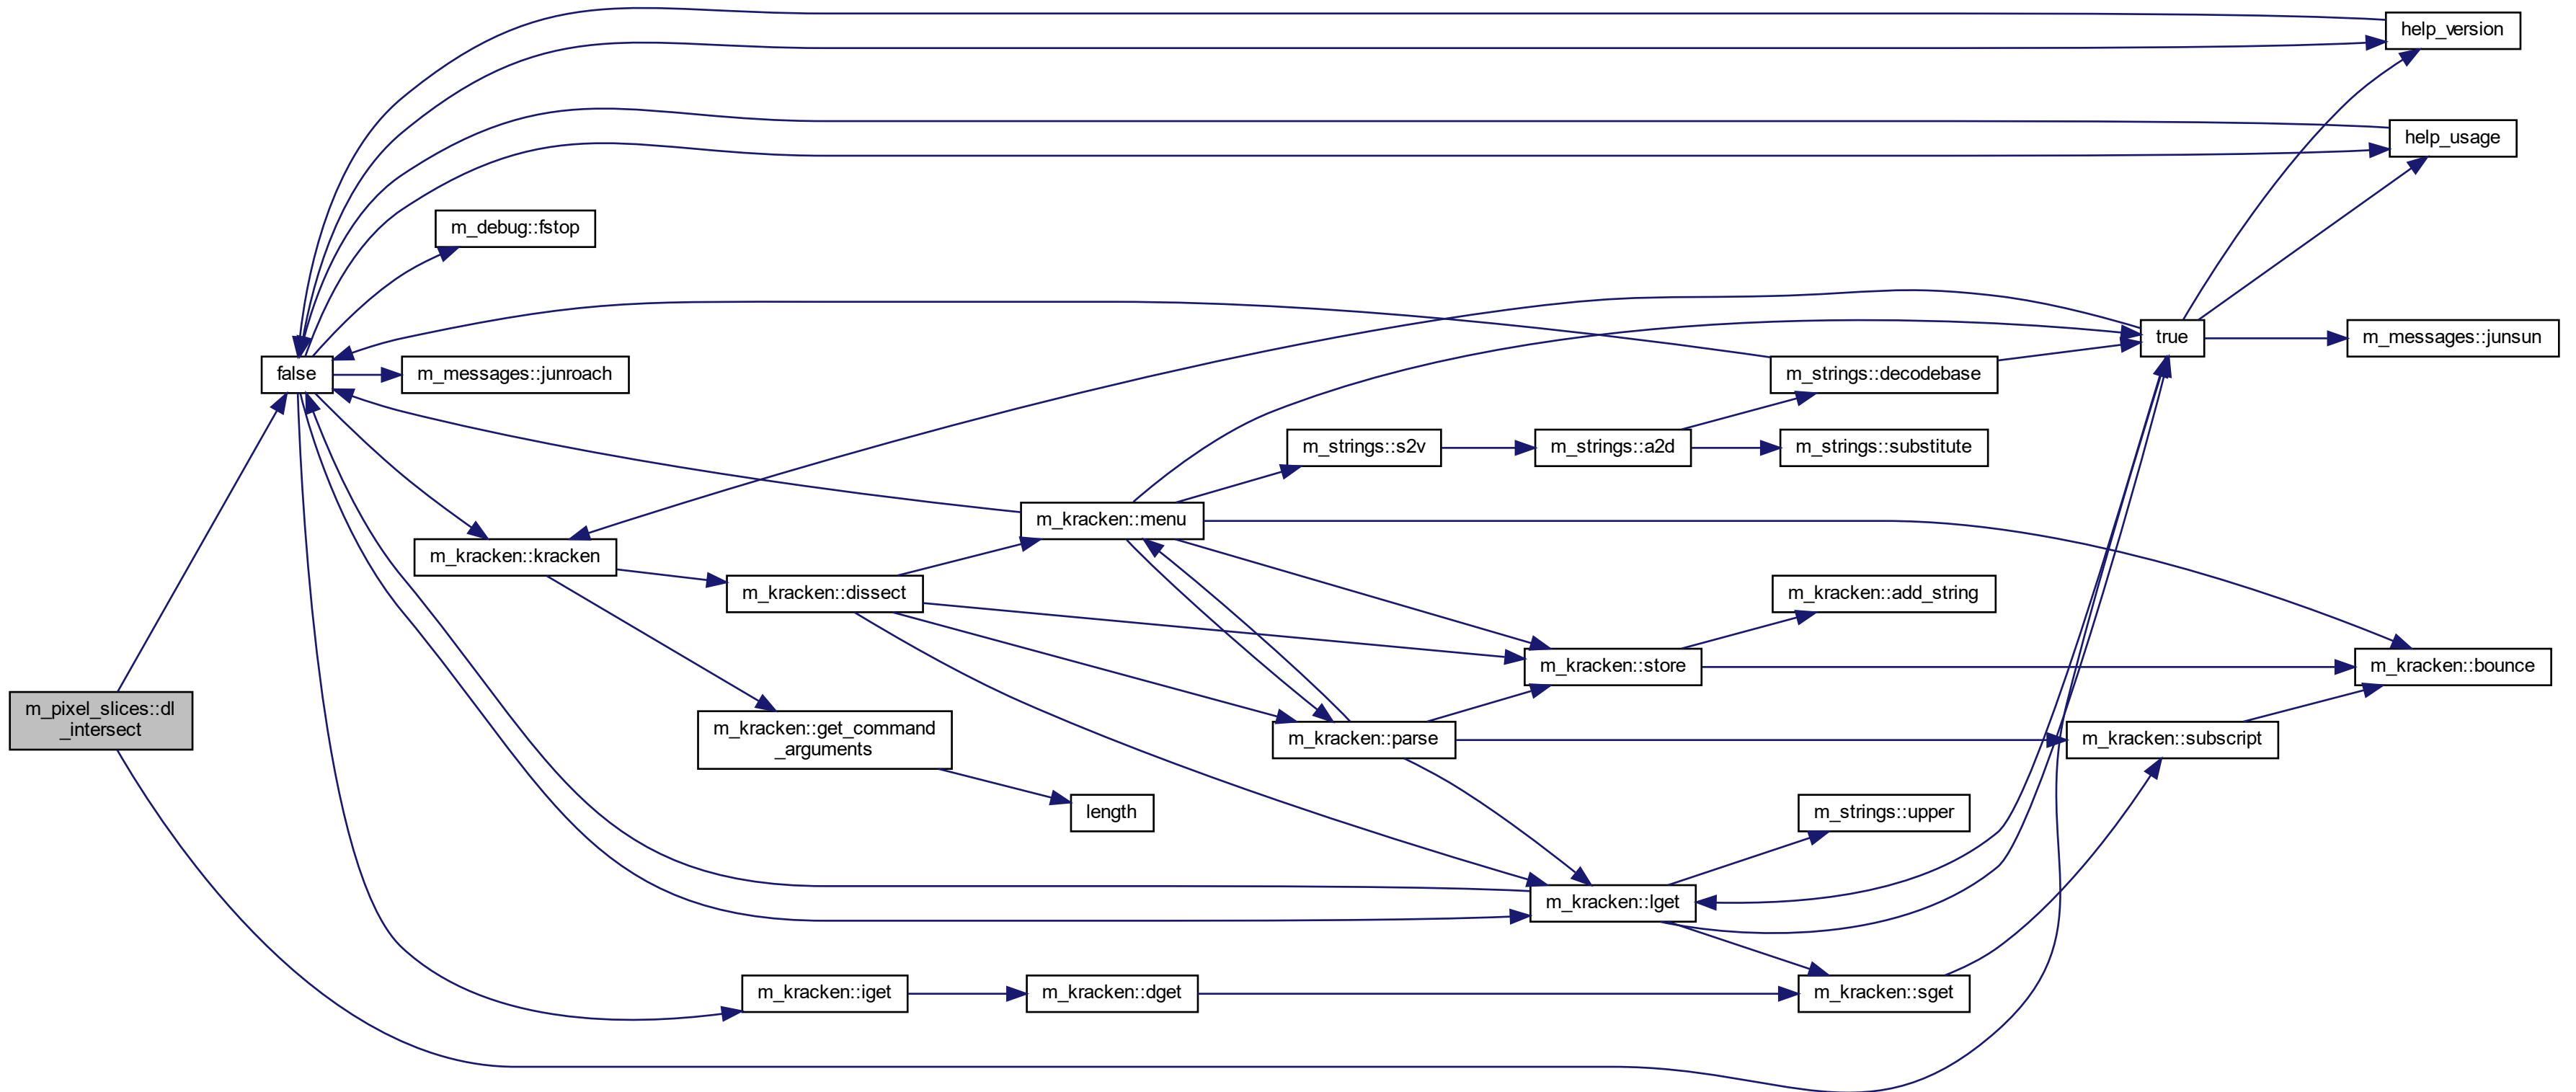 help_version
help_usage
m_debug::fstop
true
m_messages::junsun
false
m_messages::junroach
m_strings::decodebase
m_strings::s2v
m_strings::a2d
m_strings::substitute
m_kracken::menu
m_kracken::kracken
m_kracken::dissect
m_kracken::add_string
m_kracken::store
m_kracken::bounce
m_pixel_slices::dl
_intersect
m_kracken::get_command
_arguments
m_kracken::parse
m_kracken::subscript
length
m_strings::upper
m_kracken::lget
m_kracken::iget
m_kracken::dget
m_kracken::sget